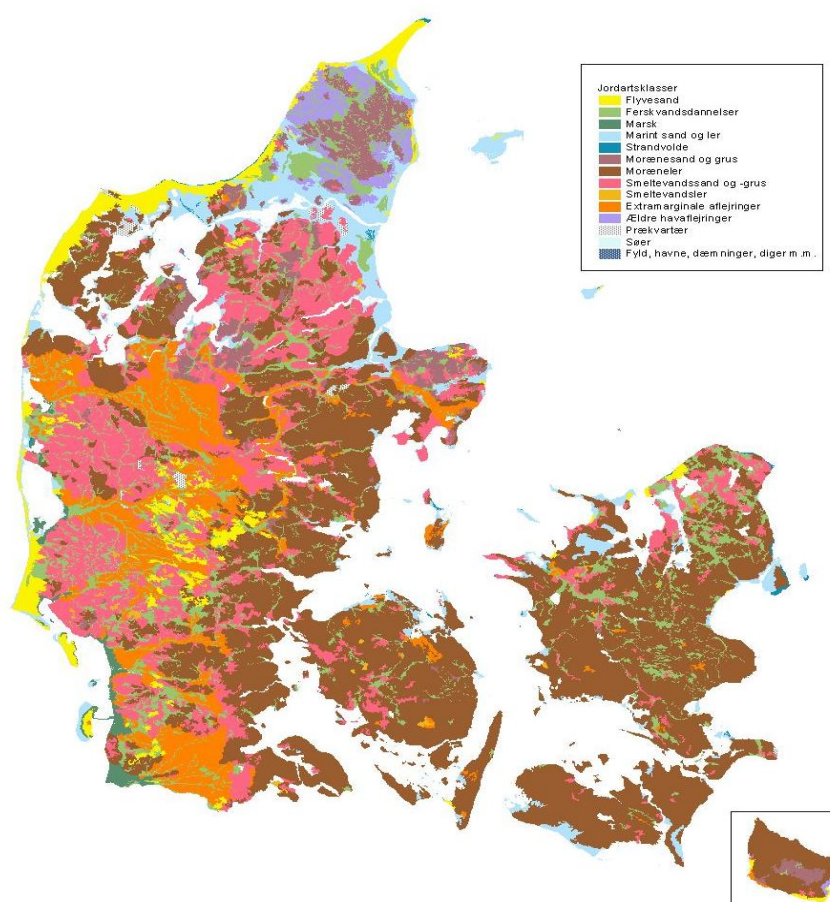 Jordartsklasser
Flyvesand
Ferskvandsdannelser
Marsk
Marint sand og ler
Strandvolde
Morænesand og grus
Moræneler
Smeltevandssand og -grus
Smeltevandsler
Extramarginale aflejringer
Ældre havaflejringer
Prækvartær
Søer
Fyld, havne, dæmninger, diger m.m.